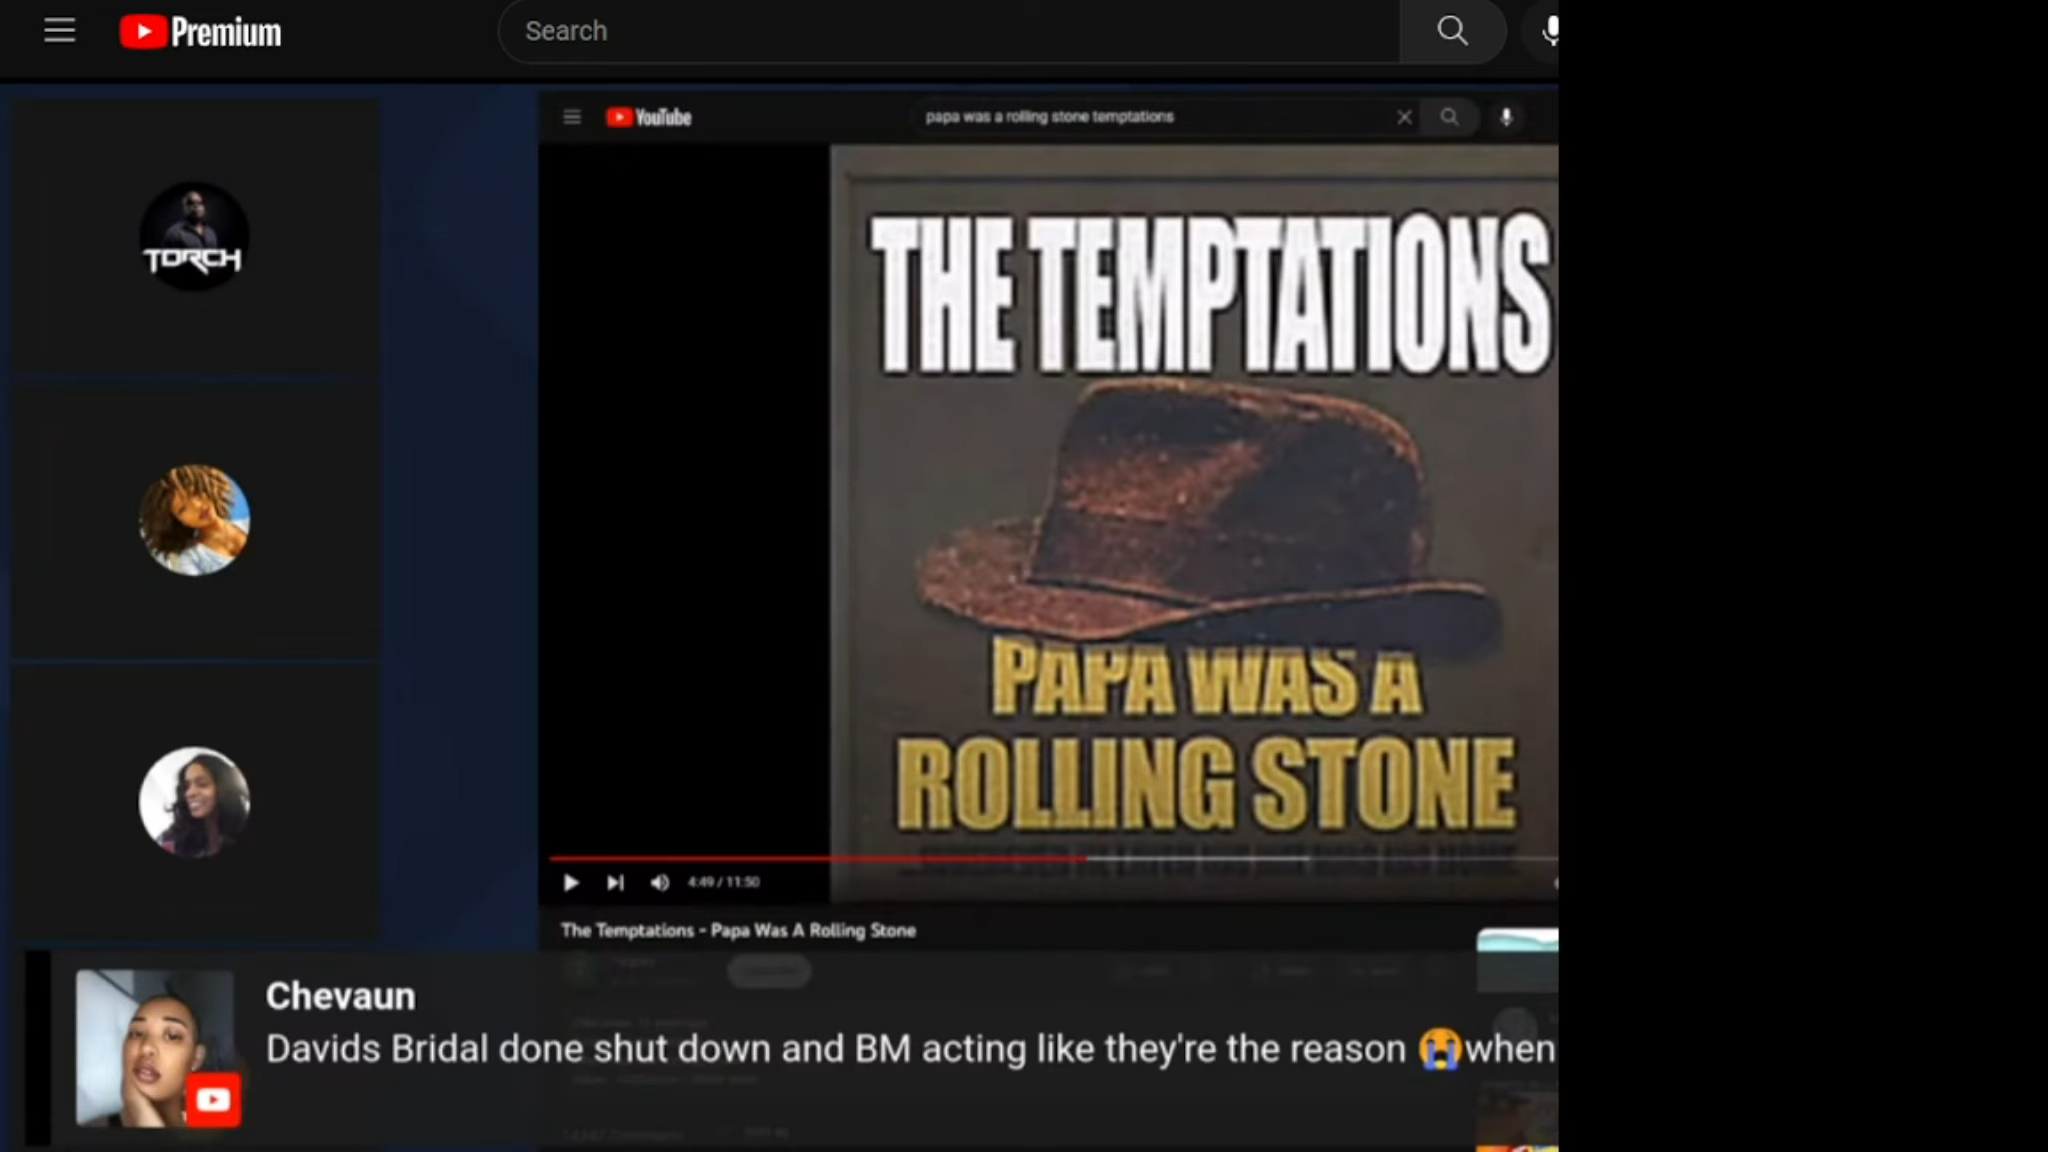 Premium
Search
YouTube
papa was a rolling stone temptations
TORCH
THE TEMPTATIONS
PAPA WAS A
ROLLING STONE
4:49 / 11:50
The Temptations - Papa Was A Rolling Stone
Chevaun
Davids Bridal done shut down and BM acting like they're the reason 😭when